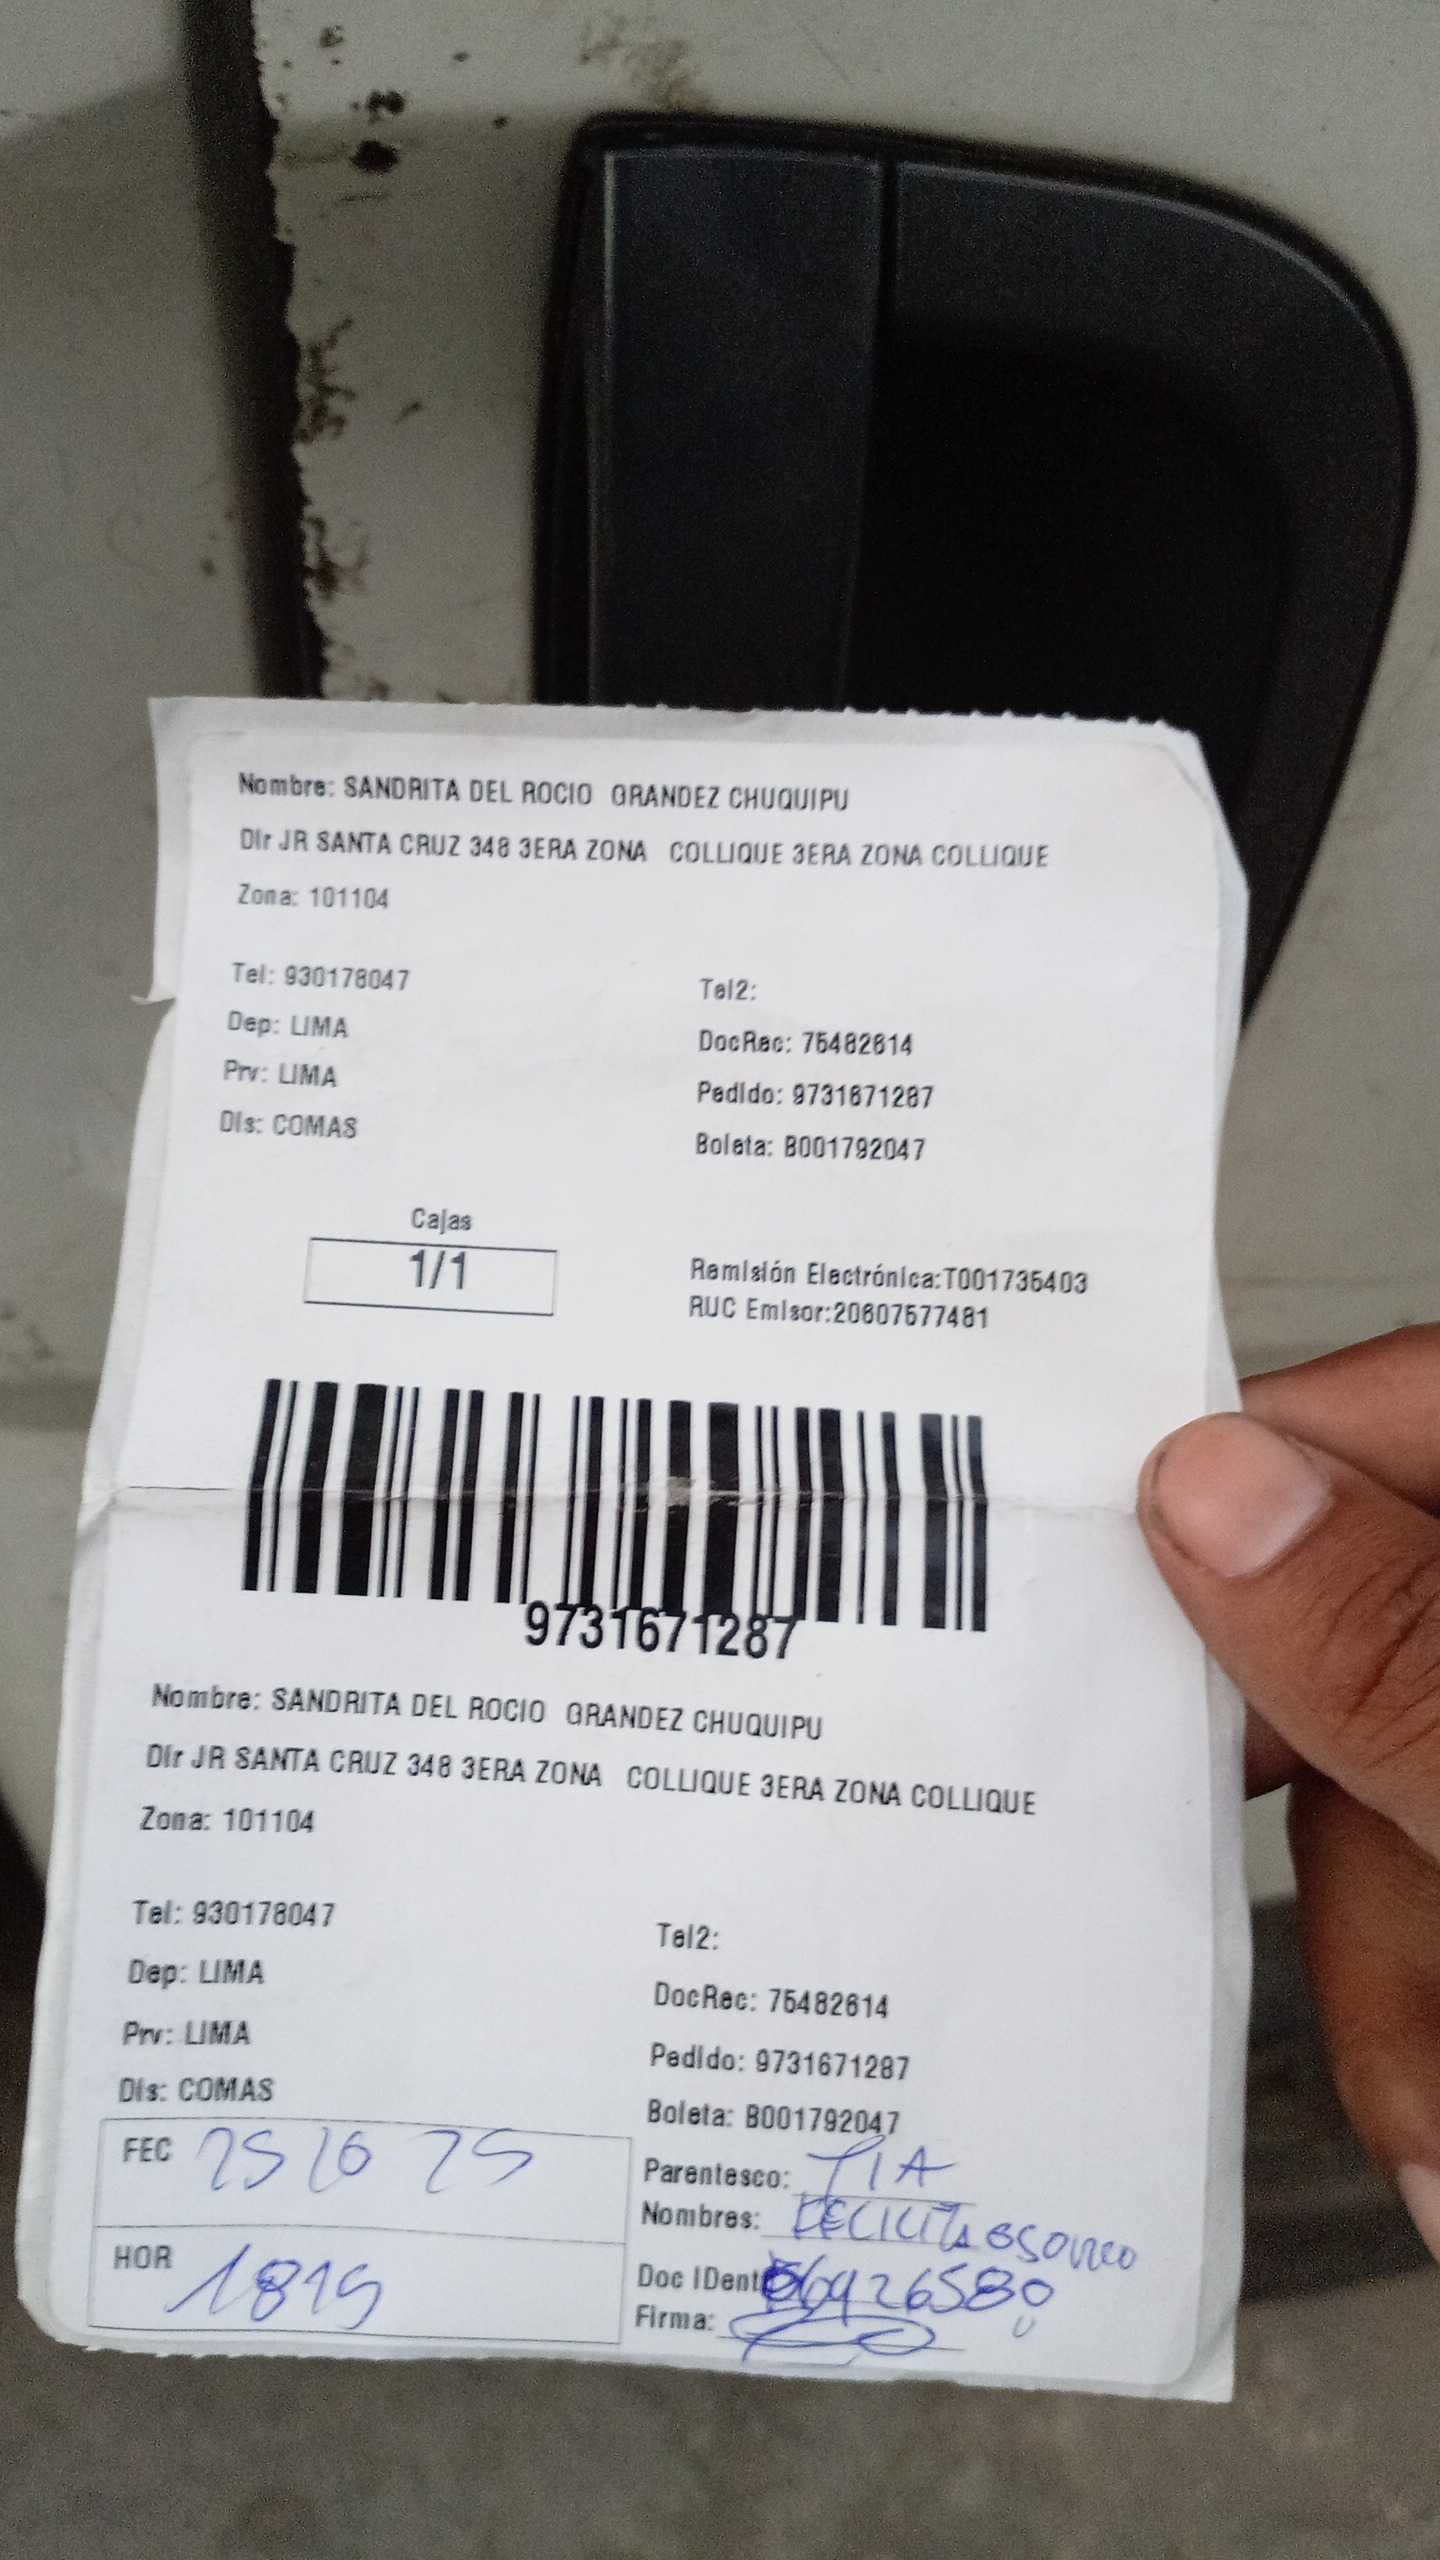 Nombre: SANDRITA DEL ROCIO GRANDEZ CHUQUIPU
Dir JR SANTA CRUZ 348 3ERA ZONA COLLIQUE 3ERA ZONA COLLIQUE
Zona: 101104
Tel: 930178047 Tel2:
Dep: LIMA DocRec: 75482614
Prv: LIMA Pedido: 9731671287
Dis: COMAS Boleta: B001792047
Cajas
1/1
Remisión Electrónica:T001735403
RUC Emisor:20607577481
9731671287
Nombre: SANDRITA DEL ROCIO GRANDEZ CHUQUIPU
Dir JR SANTA CRUZ 348 3ERA ZONA COLLIQUE 3ERA ZONA COLLIQUE
Zona: 101104
Tel: 930178047 Tel2:
Dep: LIMA DocRec: 75482614
Prv: LIMA Pedido: 9731671287
Dis: COMAS Boleta: B001792047
FEC 25 10 25
Parentesco: TIA
Nombres:
HOR 1815
Doc IDent
Firma: